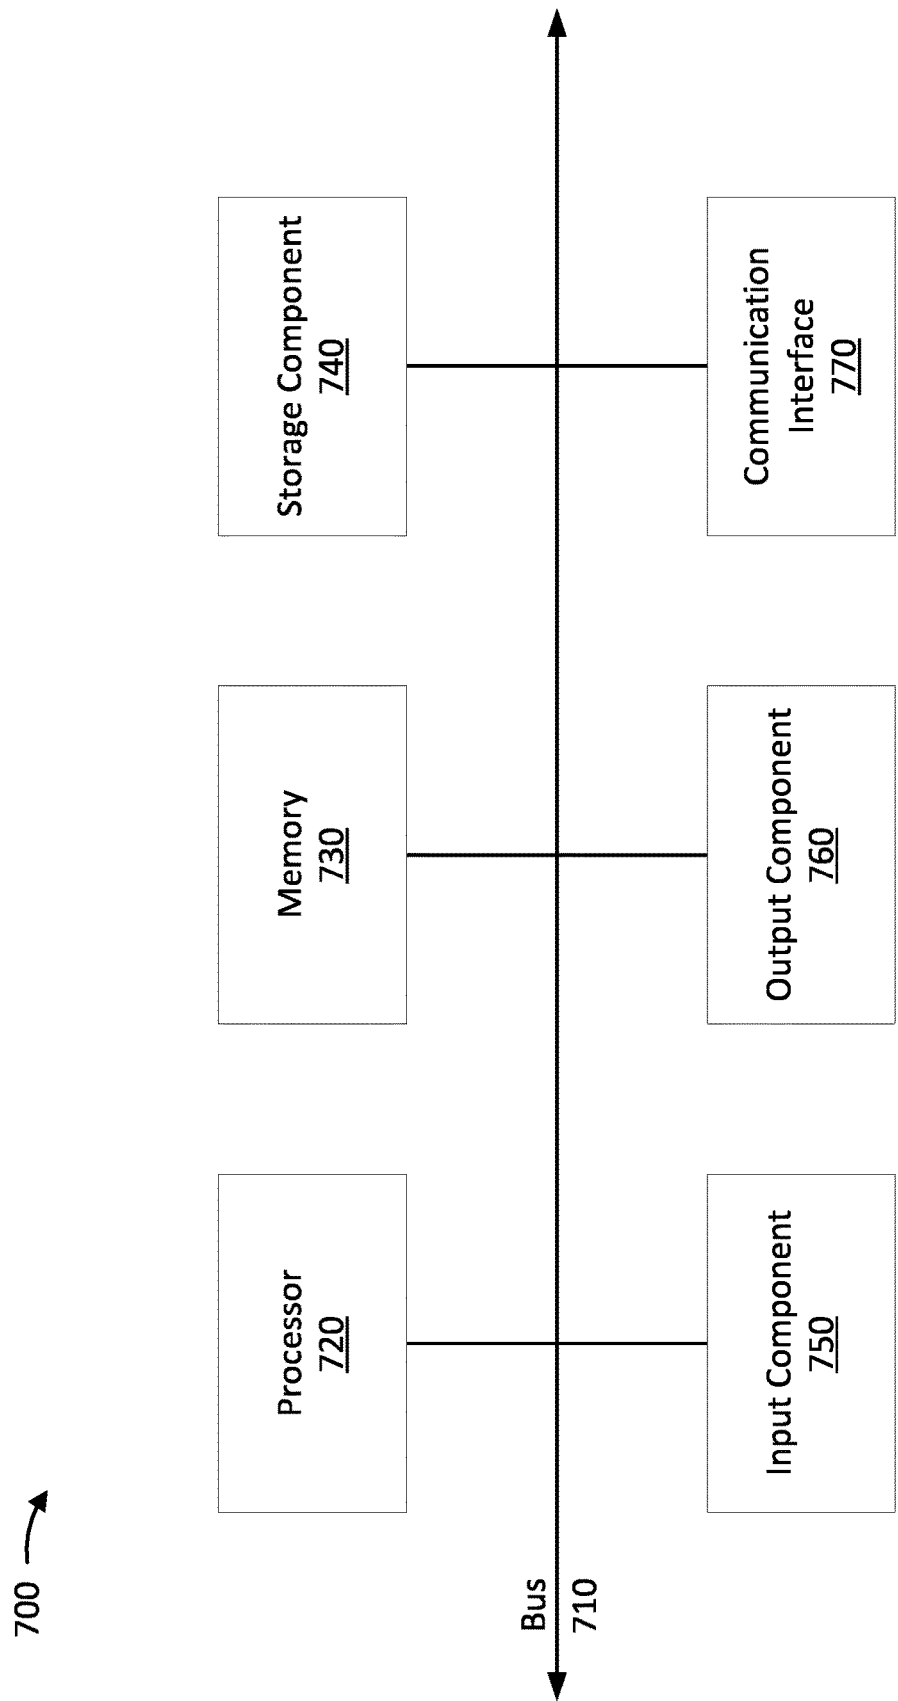 700
Processor
720
Memory
730
Storage Component
740
Bus
710
Input Component
750
Output Component
760
Communication
Interface
770